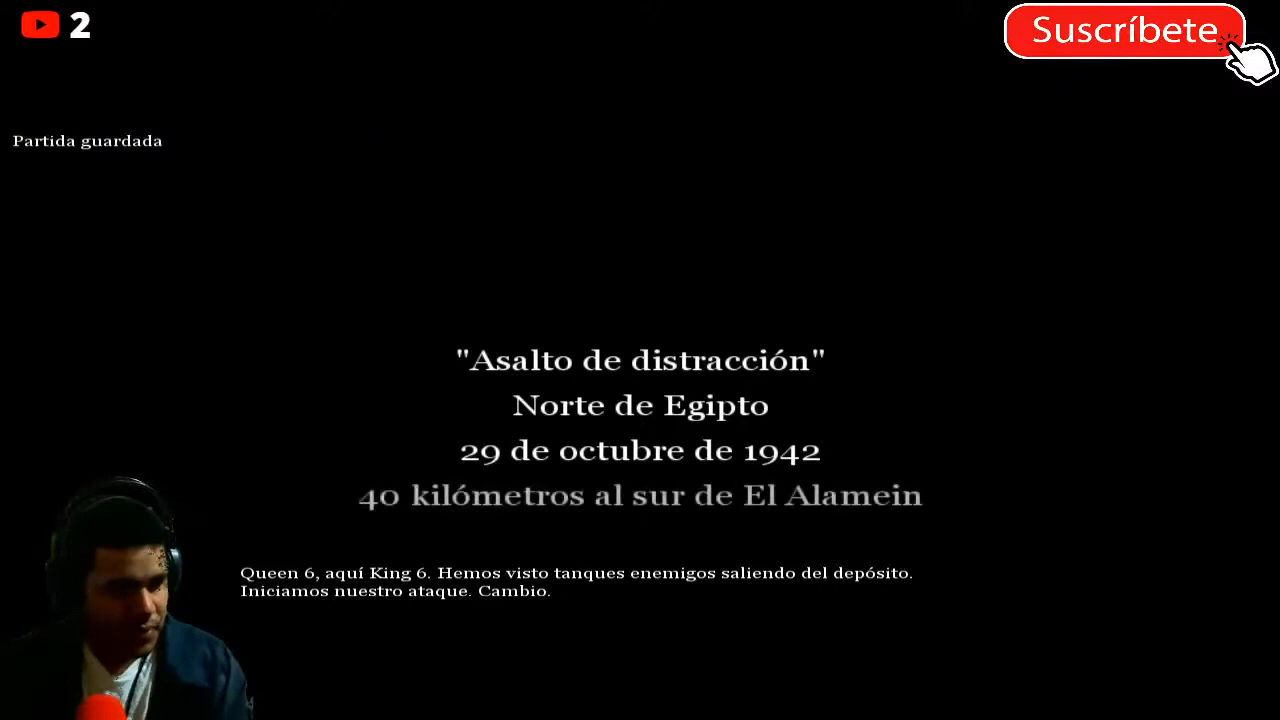 2
Suscríbete
Partida guardada
"Asalto de distracción"
Norte de Egipto
29 de octubre de 1942
40 kilómetros al sur de El Alamein
Queen 6, aquí King 6. Hemos visto tanques enemigos saliendo del depósito.
Iniciamos nuestro ataque. Cambio.